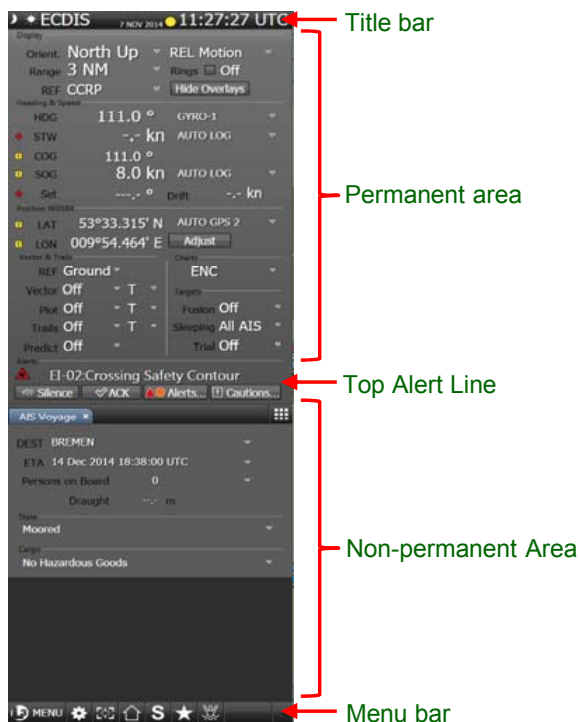 ECDIS 7 NOV 2014 11:27:27 UTC Title bar
Display
Orient. North Up REL Motion
Range 3 NM Rings Off
REF CCRP Hide Overlays
Heading & Speed
HDG 111.0 ° GYRO-1
STW -.- kn AUTO LOG
COG 111.0 °
SOG 8.0 kn AUTO LOG
Set. ---.- ° Drift -.- kn
Permanent area
Position WGS84
LAT 53°33.315' N AUTO GPS 2
LON 009°54.464' E Adjust
Vector & Trails Charts
REF Ground ENC
Vector Off T Targets
Plot Off T Fusion Off
Trails Off T Sleeping All AIS
Predict Off Trial Off
Alerts
EI-02:Crossing Safety Contour
Top Alert Line
Silence ACK Alerts... Cautions...
AIS Voyage ×
DEST BREMEN
ETA 14 Dec 2014 18:38:00 UTC
Persons on Board 0
Draught --.- m
State
Moored
Non-permanent Area
Cargo
No Hazardous Goods
MENU S Menu bar